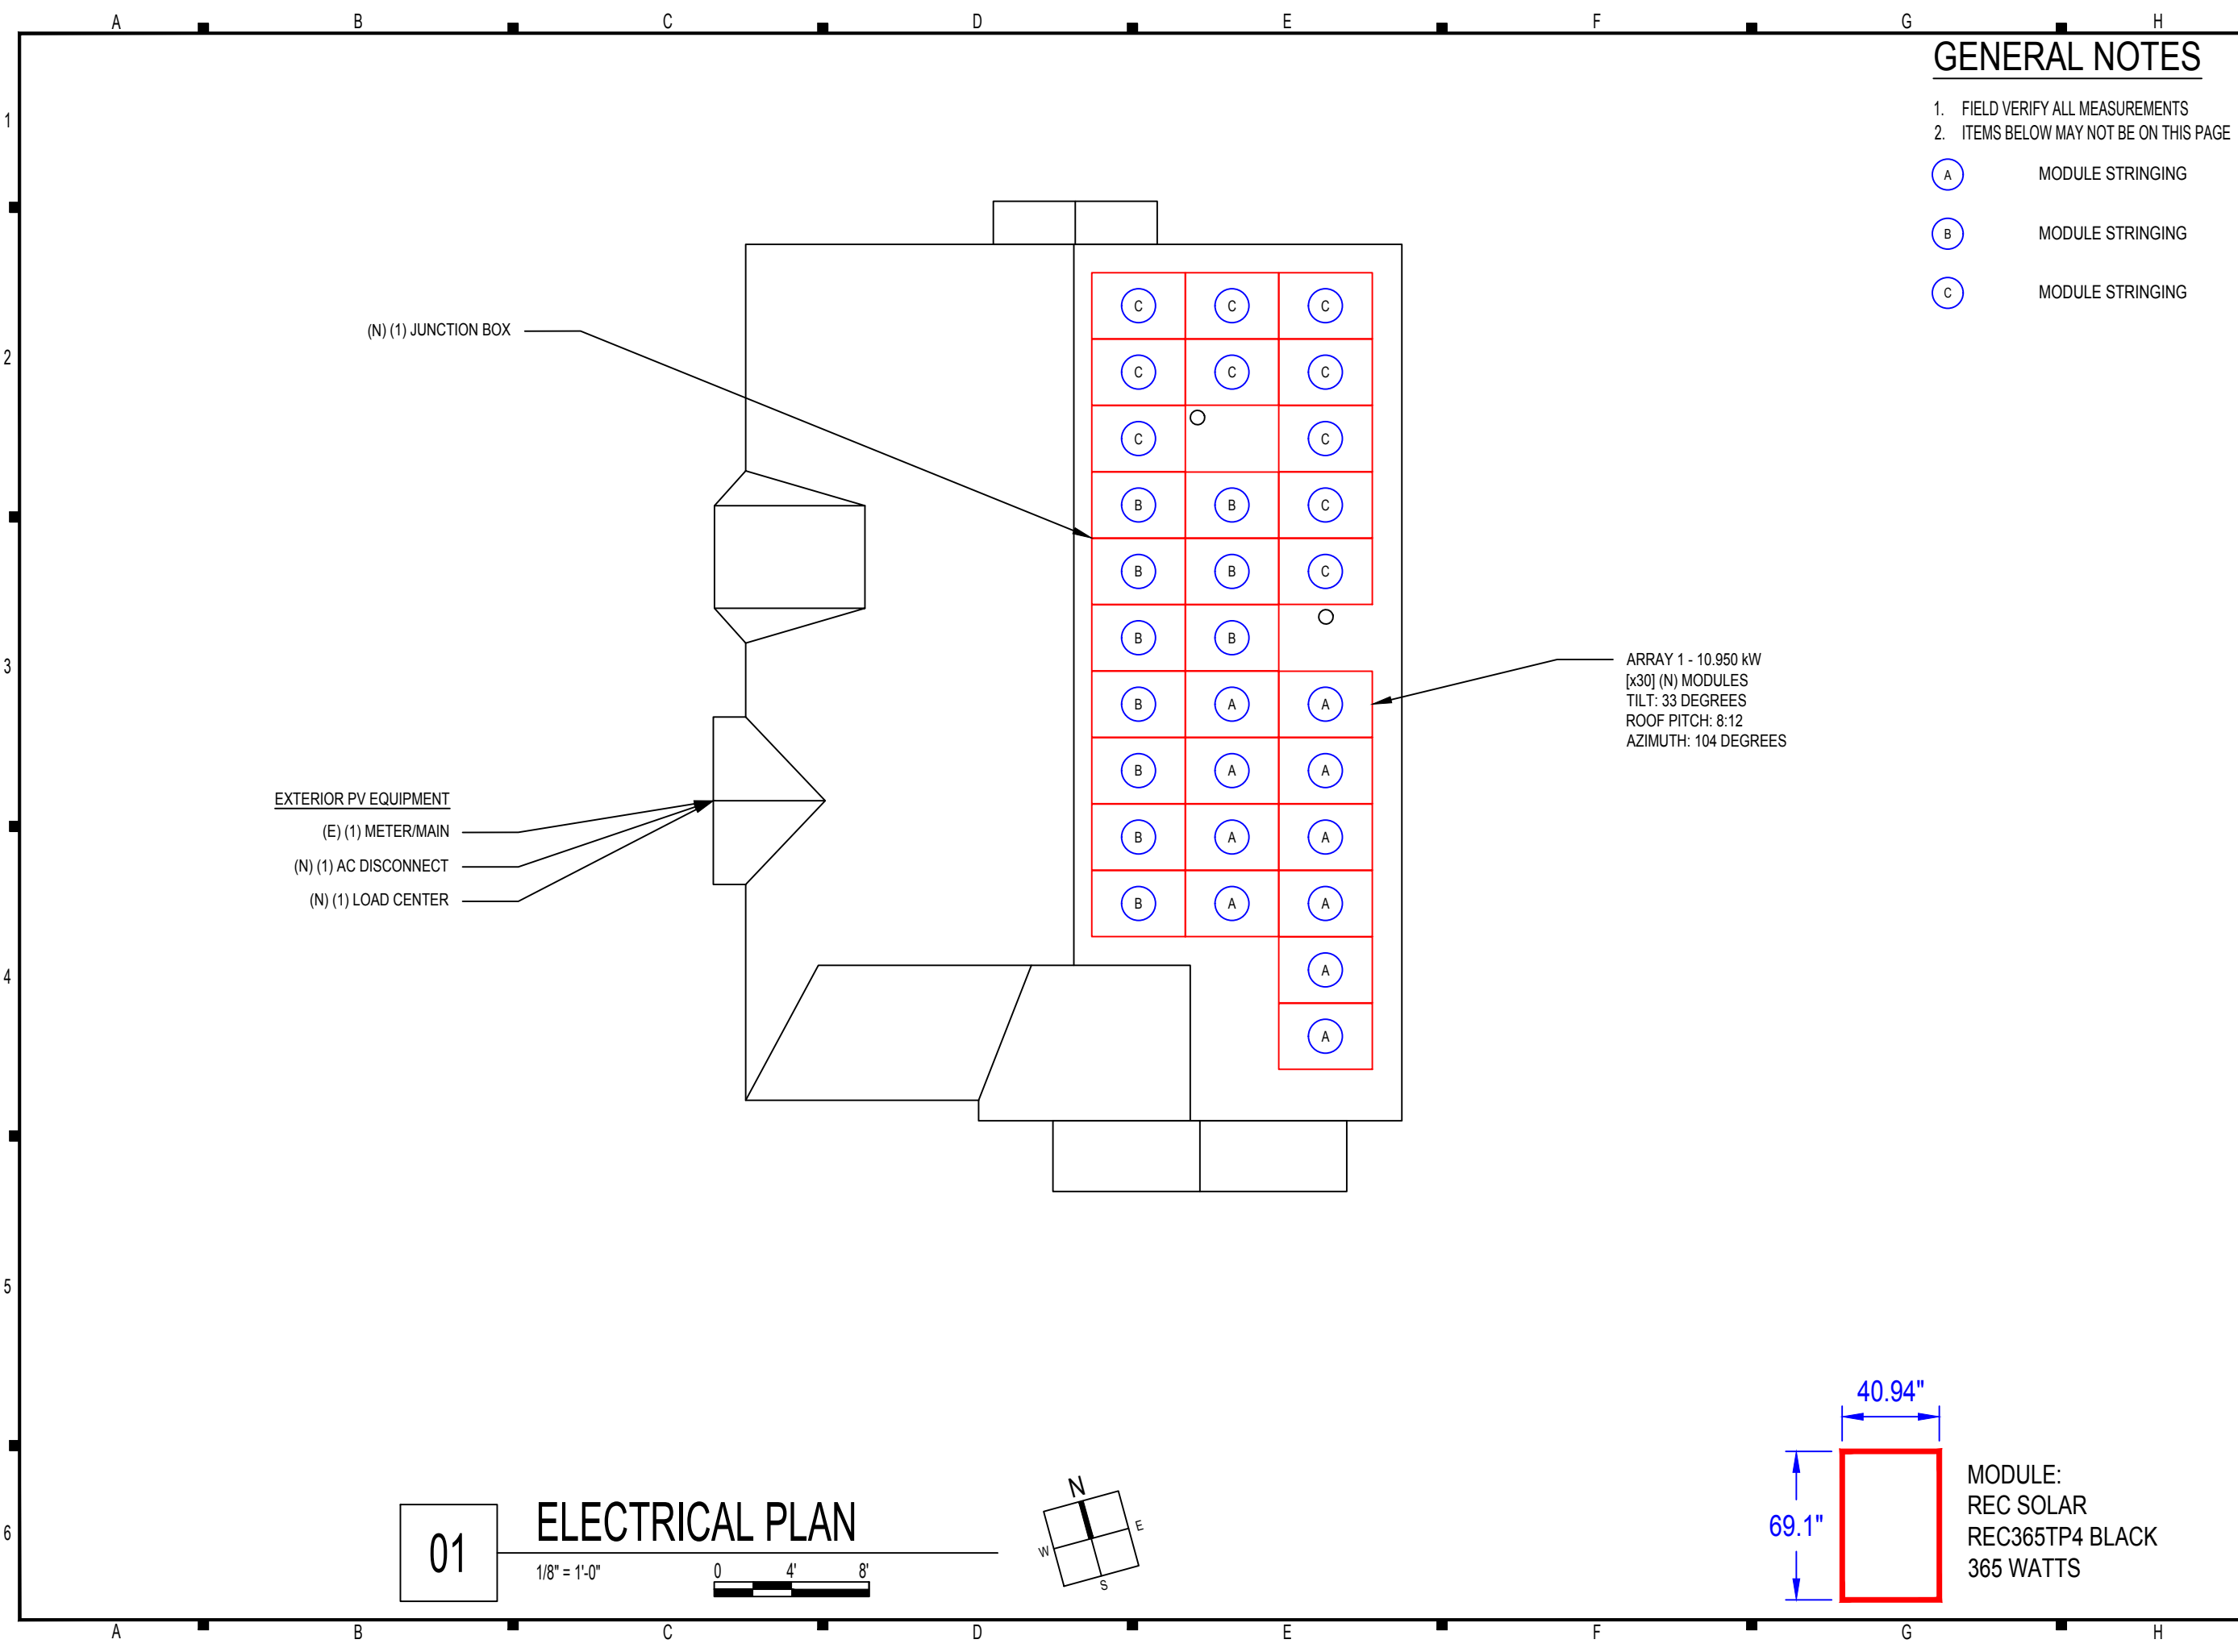 A B C D E F G H
GENERAL NOTES
1. FIELD VERIFY ALL MEASUREMENTS
2. ITEMS BELOW MAY NOT BE ON THIS PAGE
A MODULE STRINGING
B MODULE STRINGING
C MODULE STRINGING
1
2
3
4
5
6
(N) (1) JUNCTION BOX
C C C
C C C
C C
B B C
B B C
B B
B A A
B A A
B A A
B A A
A
A
ARRAY 1 - 10.950 kW
[x30] (N) MODULES
TILT: 33 DEGREES
ROOF PITCH: 8:12
AZIMUTH: 104 DEGREES
EXTERIOR PV EQUIPMENT
(E) (1) METER/MAIN
(N) (1) AC DISCONNECT
(N) (1) LOAD CENTER
01
ELECTRICAL PLAN
1/8" = 1'-0"
0 4' 8'
N
E
W
S
40.94"
69.1"
MODULE:
REC SOLAR
REC365TP4 BLACK
365 WATTS
A B C D E F G H